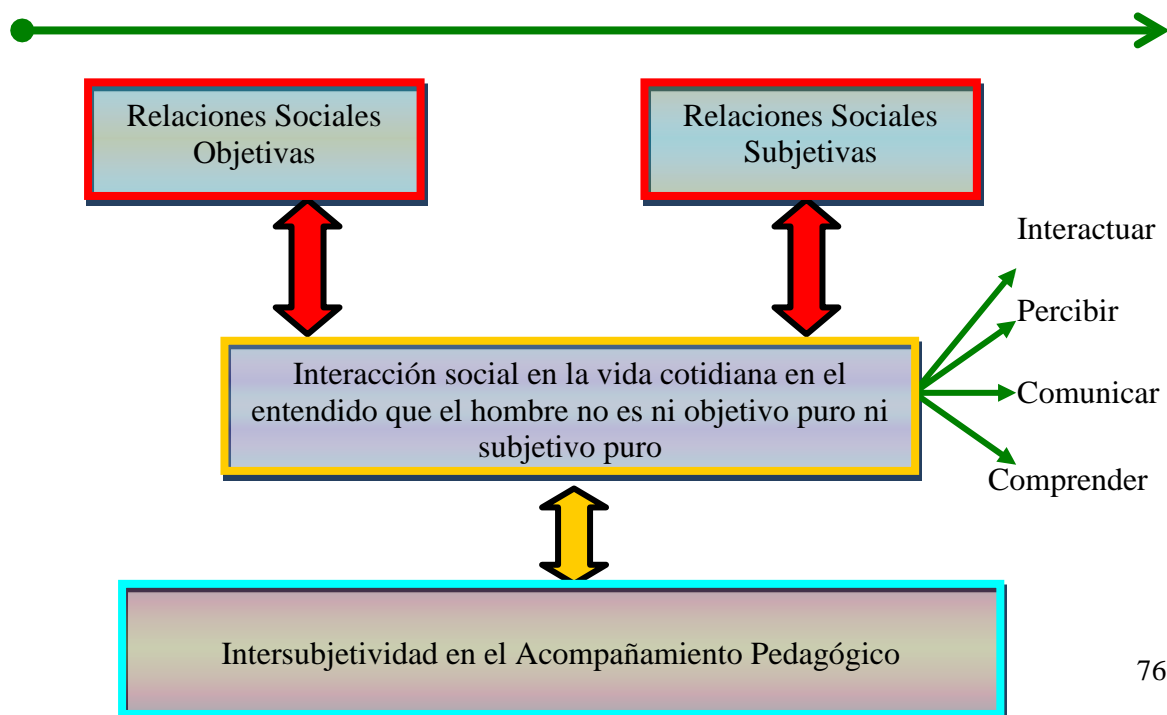 Relaciones Sociales
Objetivas
Relaciones Sociales
Subjetivas
Interactuar
Percibir
Interacción social en la vida cotidiana en el
entendido que el hombre no es ni objetivo puro ni
subjetivo puro
Comunicar
Comprender
Intersubjetividad en el Acompañamiento Pedagógico
76